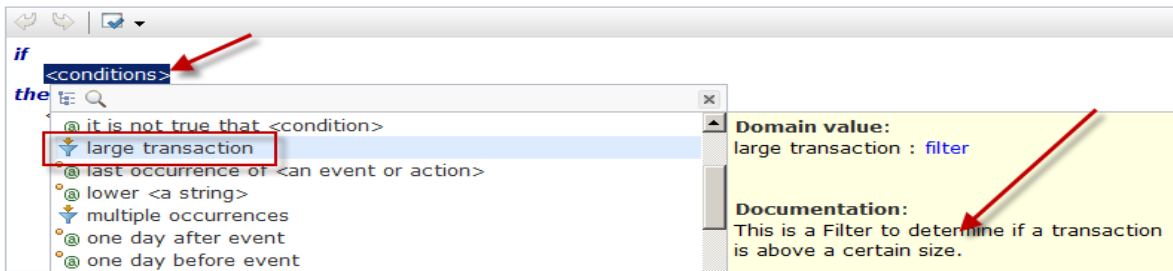 if
<conditions>
the
it is not true that <condition>
large transaction
last occurrence of <an event or action>
lower <a string>
multiple occurrences
one day after event
one day before event
Domain value:
large transaction : filter
Documentation:
This is a Filter to determine if a transaction
is above a certain size.